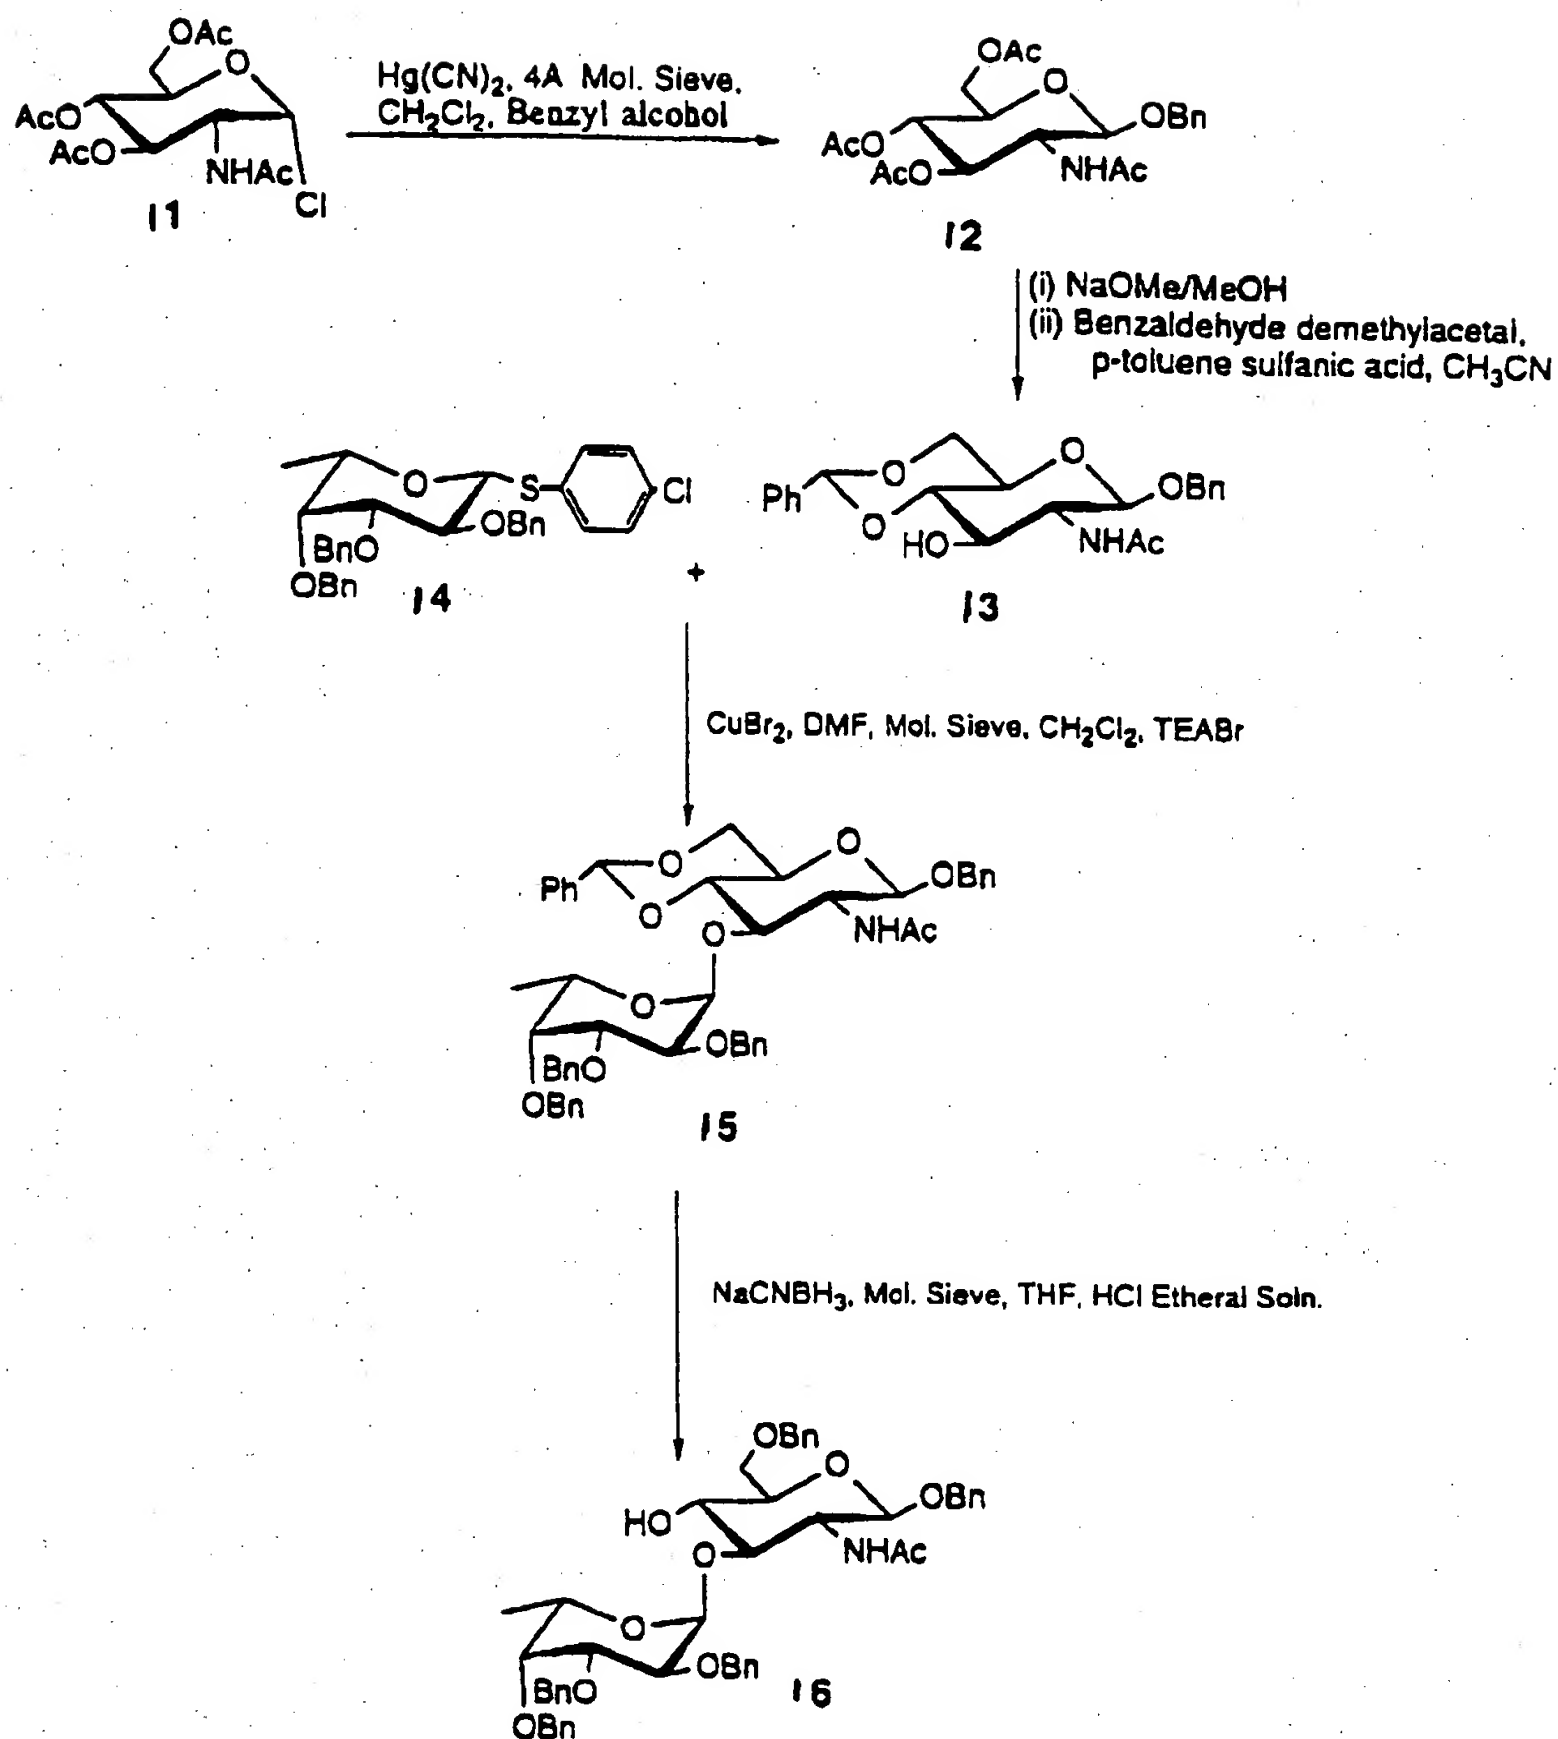 OAc
O
AcO
AcO
NHAc
Cl
11
Hg(CN)2, 4A Mol. Sieve,
CH2Cl2, Benzyl alcohol
OAc
O
OBn
AcO
AcO
NHAc
12
(i) NaOMe/MeOH
(ii) Benzaldehyde demethylacetal,
p-toluene sulfanic acid, CH3CN
O
S
Cl
OBn
BnO
OBn
14
+
O
O
Ph
OBn
O
HO
NHAc
13
CuBr2, DMF, Mol. Sieve, CH2Cl2, TEABr
O
O
Ph
OBn
O
O
NHAc
O
OBn
BnO
OBn
15
NaCNBH3, Mol. Sieve, THF, HCl Etheral Soln.
OBn
O
OBn
HO
O
NHAc
O
OBn
BnO
OBn
16